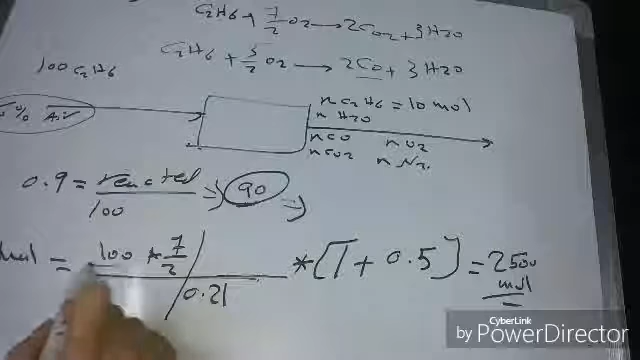 C2H6 + 7/2 O2 → 2CO2 + 3H2O
C2H6 + 5/2 O2 → 2CO + 3H2O
100 C2H6
% Air
n C2H6 = 10 mol
n H2O
n CO n O2
n CO2 n N2
0.9 = reacted / 100 ⇒ 90 ⇒
= 100 * 7/2 / 0.21 * [1 + 0.5] = 2500 mol
CyberLink
by PowerDirector